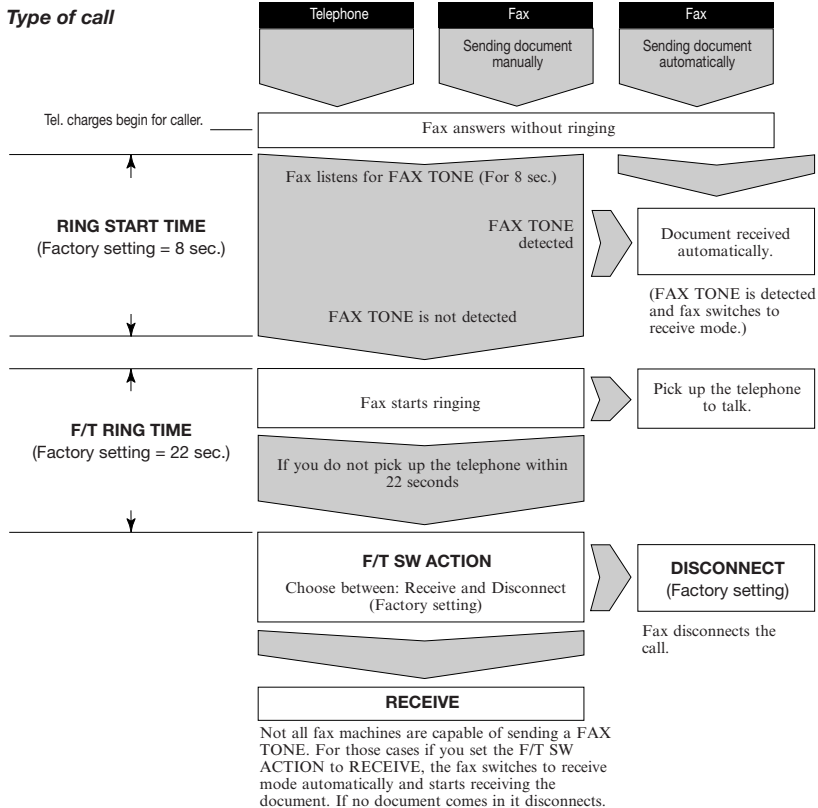 Type of call
Telephone
Fax
Fax
Sending document
manually
Sending document
automatically
Tel. charges begin for caller.
Fax answers without ringing
Fax listens for FAX TONE (For 8 sec.)
RING START TIME
(Factory setting = 8 sec.)
FAX TONE
detected
Document received
automatically.
(FAX TONE is detected
and fax switches to
receive mode.)
FAX TONE is not detected
Fax starts ringing
Pick up the telephone
to talk.
F/T RING TIME
(Factory setting = 22 sec.)
If you do not pick up the telephone within
22 seconds
F/T SW ACTION
Choose between: Receive and Disconnect
(Factory setting)
DISCONNECT
(Factory setting)
Fax disconnects the
call.
RECEIVE
Not all fax machines are capable of sending a FAX
TONE. For those cases if you set the F/T SW
ACTION to RECEIVE, the fax switches to receive
mode automatically and starts receiving the
document. If no document comes in it disconnects.